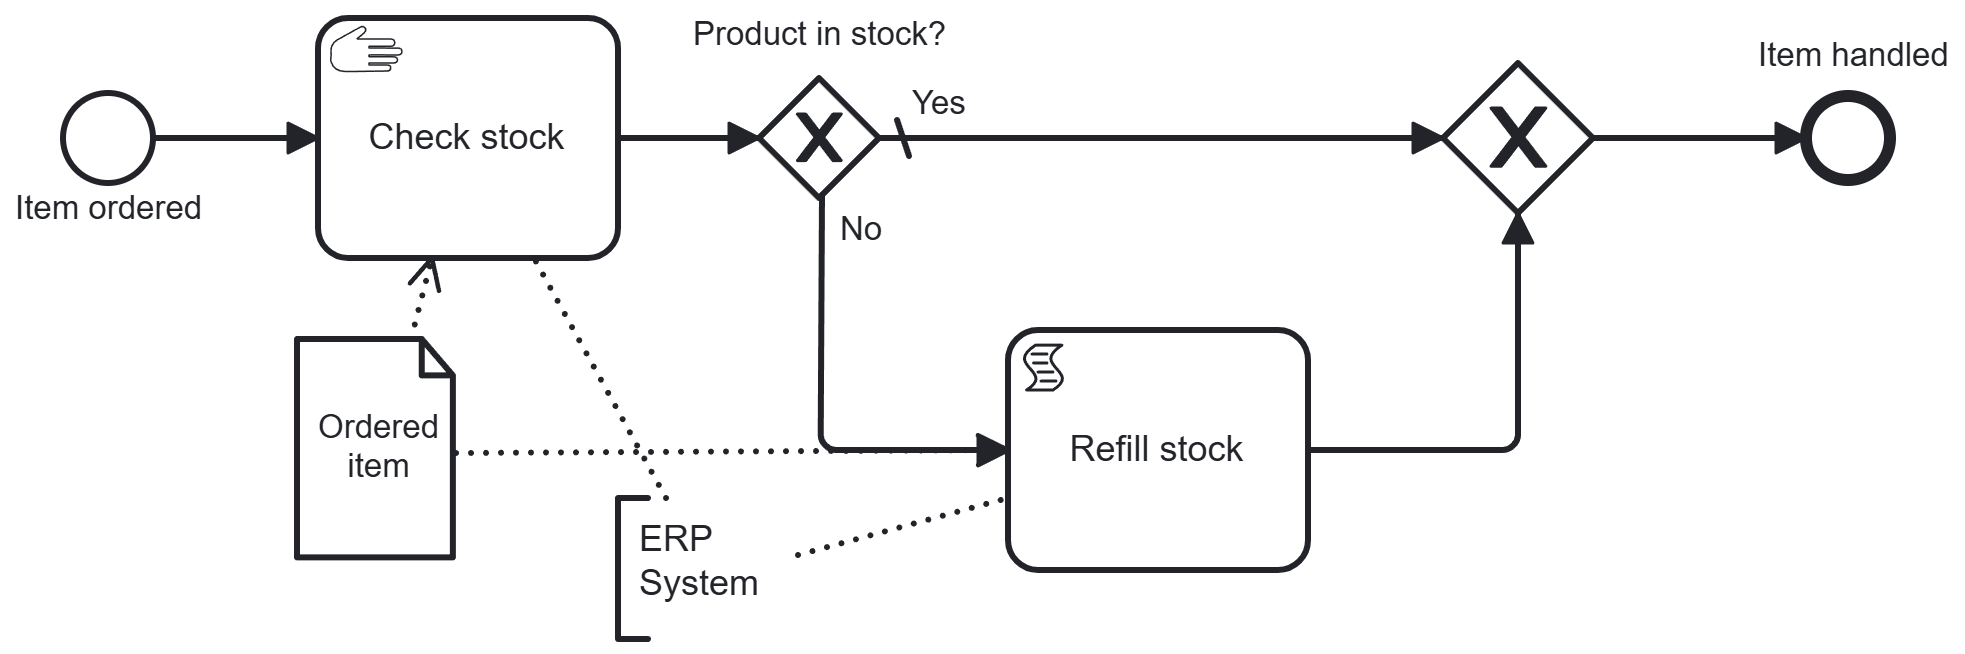 Product in stock?
Item handled
Yes
Check stock
Item ordered
No
Ordered
item
Refill stock
ERP
System